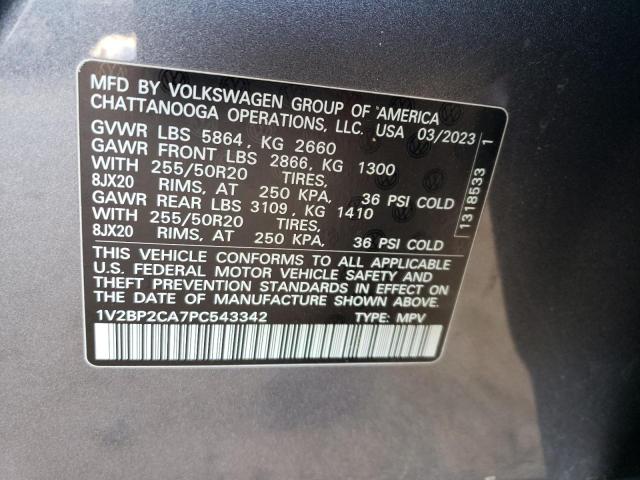 MFD BY VOLKSWAGEN GROUP OF AMERICA
CHATTANOOGA OPERATIONS, LLC. USA 03/2023
GVWR LBS 5864, KG 2660
GAWR FRONT LBS 2866, KG 1300
WITH 255/50R20 TIRES,
8JX20 RIMS, AT 250 KPA, 36 PSI COLD
GAWR REAR LBS 3109, KG 1410
WITH 255/50R20 TIRES,
8JX20 RIMS, AT 250 KPA, 36 PSI COLD
THIS VEHICLE CONFORMS TO ALL APPLICABLE
U.S. FEDERAL MOTOR VEHICLE SAFETY AND
THEFT PREVENTION STANDARDS IN EFFECT ON
THE DATE OF MANUFACTURE SHOWN ABOVE.
1V2BP2CA7PC543342 TYPE: MPV
1318533 1